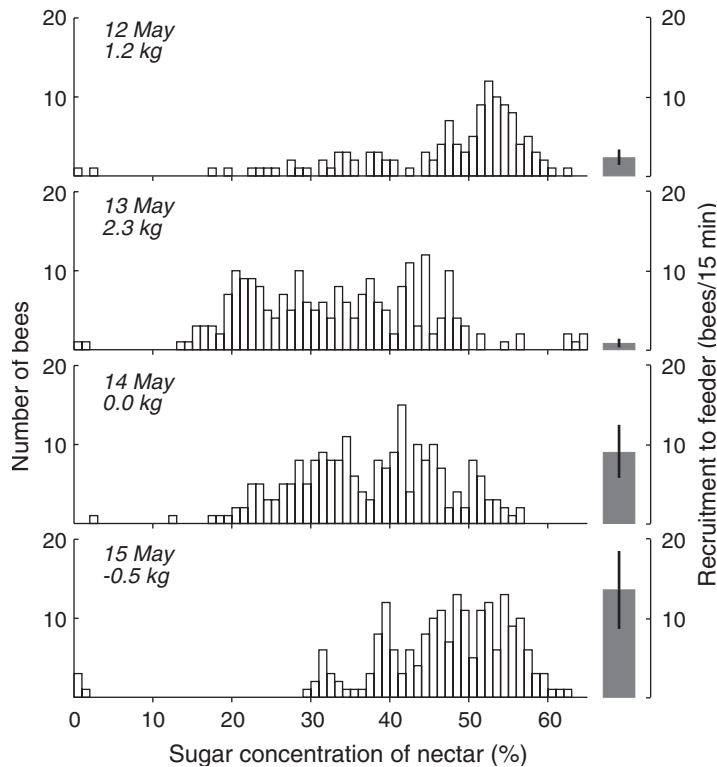 20
12 May
1.2 kg
10
20
10
20
13 May
2.3 kg
10
20
10
20
14 May
0.0 kg
10
20
10
20
15 May
-0.5 kg
10
20
10
0 10 20 30 40 50 60
0
Number of bees
Recruitment to feeder (bees/15 min)
Sugar concentration of nectar (%)